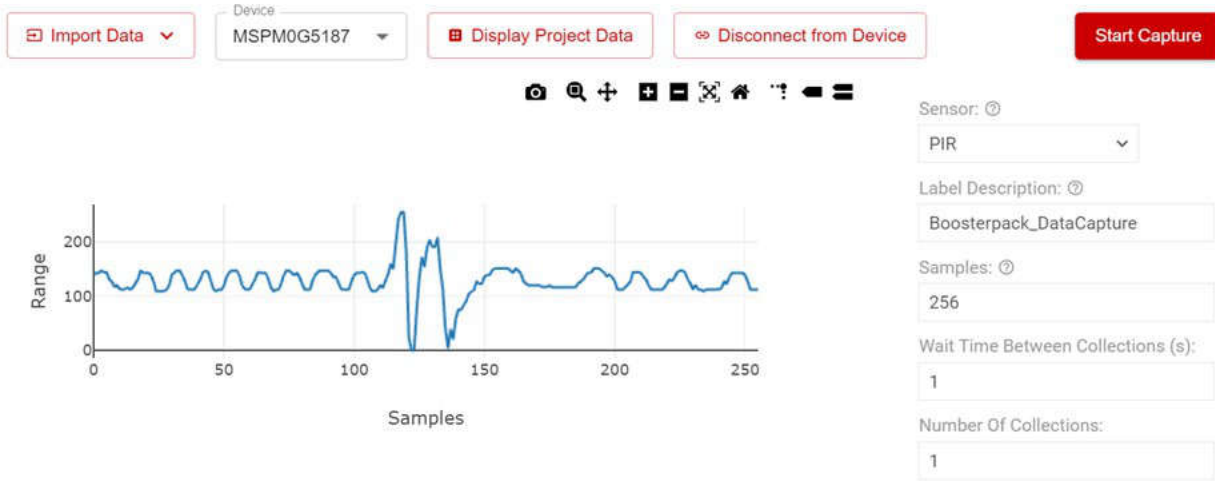 Import Data
Device
MSPM0G5187
Display Project Data
Disconnect from Device
Start Capture
Sensor:
PIR
Label Description:
Boosterpack_DataCapture
Samples:
256
Wait Time Between Collections (s):
1
Number Of Collections:
1
Range
200
100
0
0
50
100
150
200
250
Samples